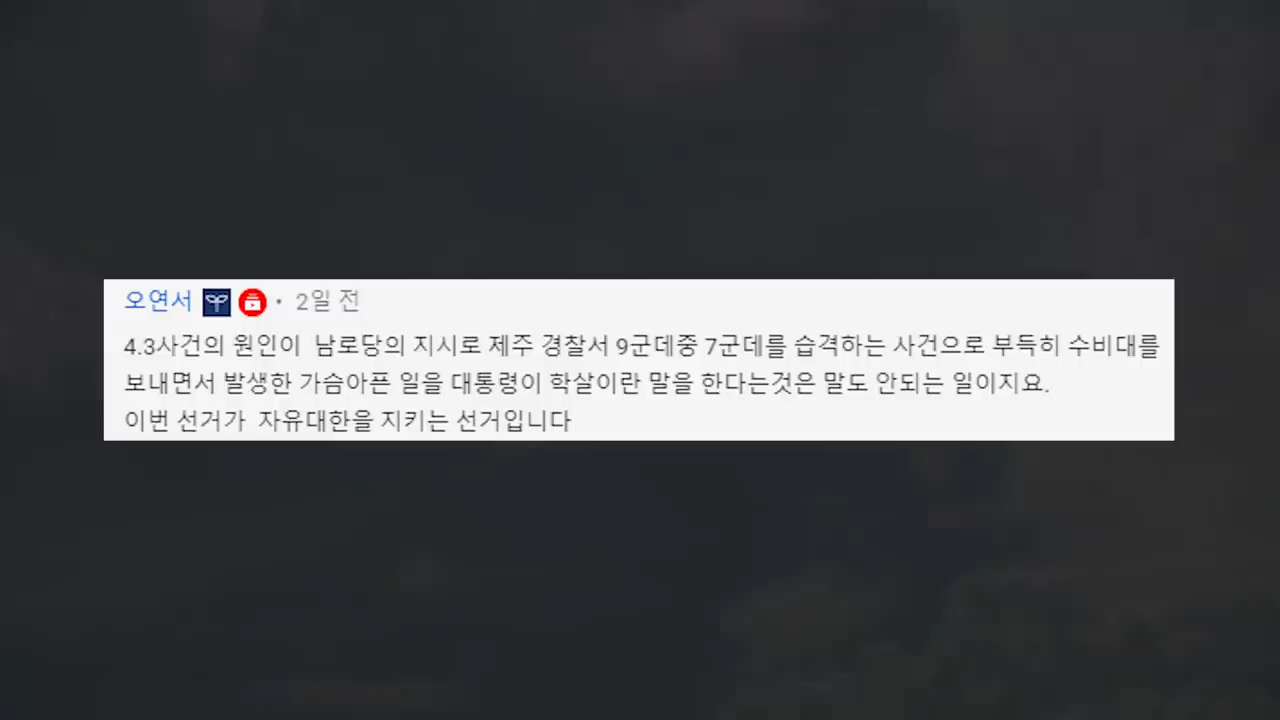 오연서 • 2일 전
4.3사건의 원인이 남로당의 지시로 제주 경찰서 9군데중 7군데를 습격하는 사건으로 부득히 수비대를
보내면서 발생한 가슴아픈 일을 대통령이 학살이란 말을 한다는것은 말도 안되는 일이지요.
이번 선거가 자유대한을 지키는 선거입니다